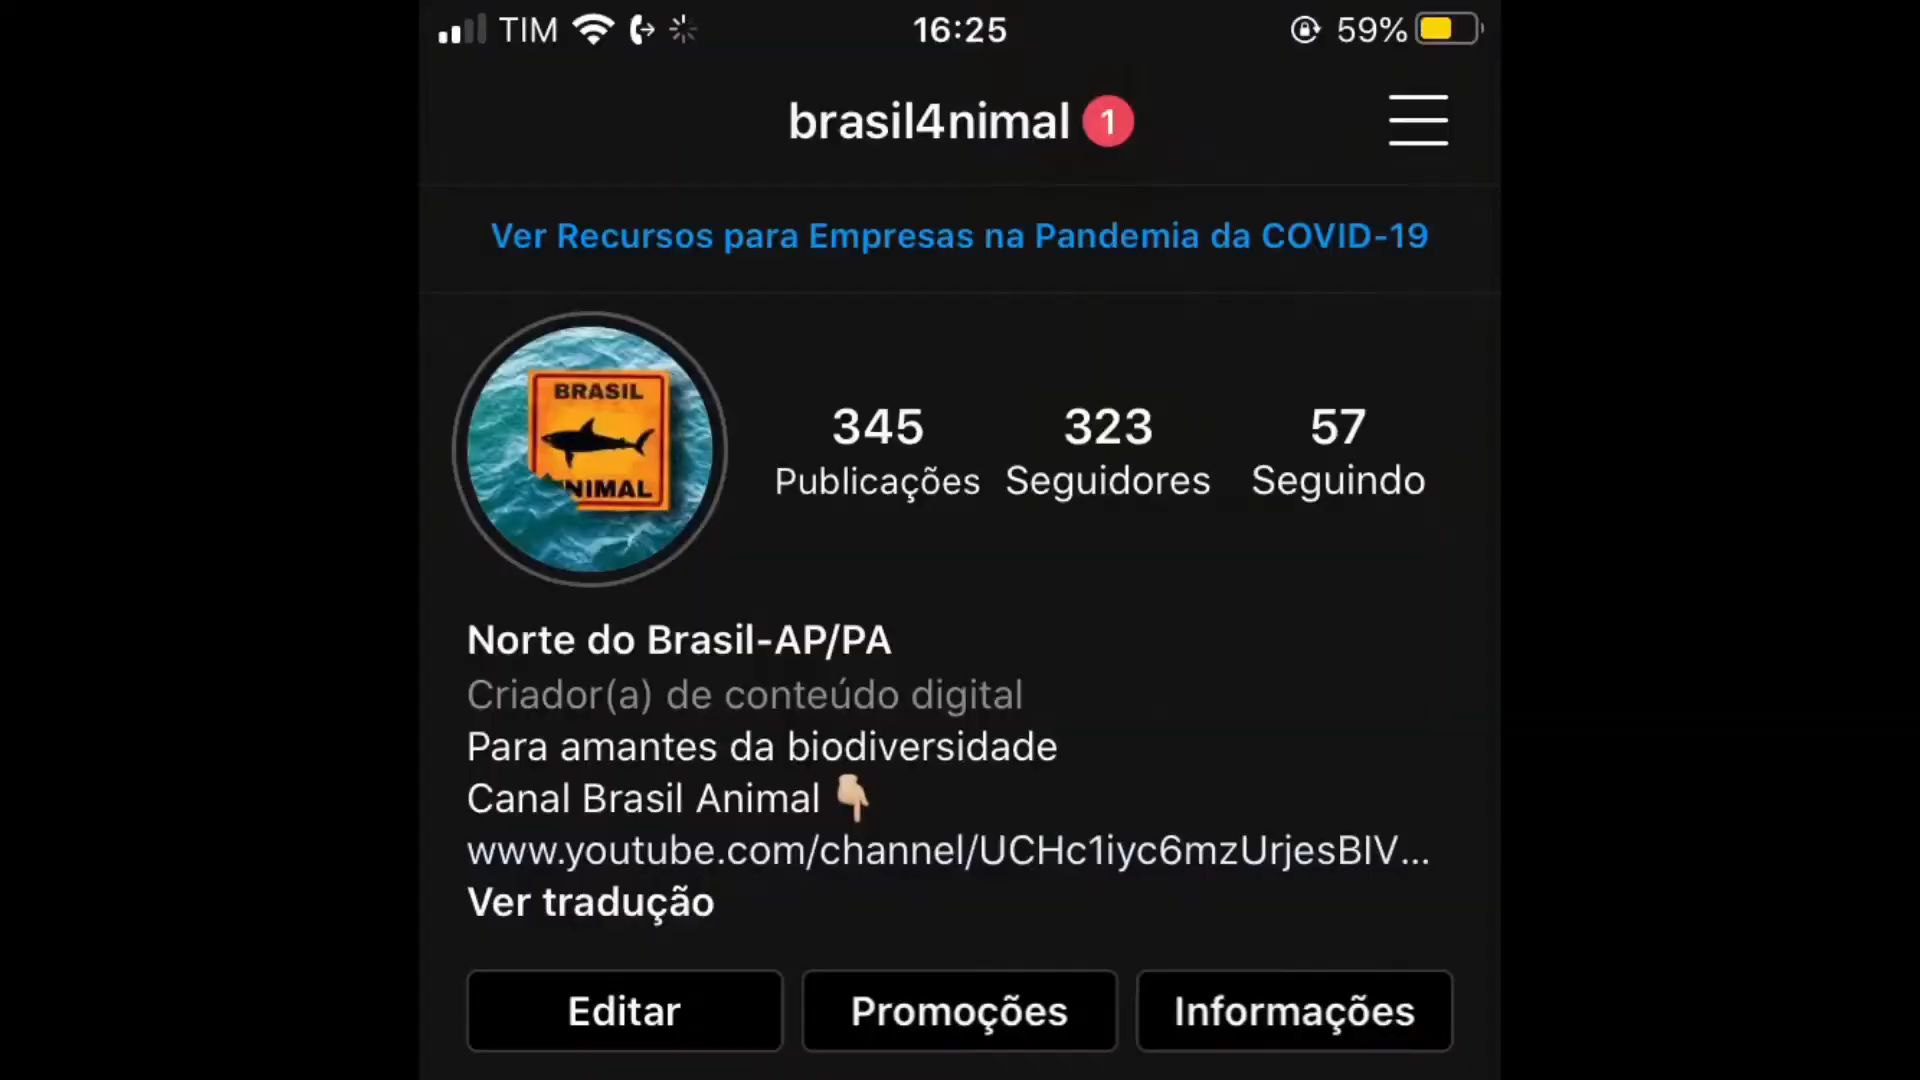 TIM 16:25 59%
brasil4nimal 1
Ver Recursos para Empresas na Pandemia da COVID-19
BRASIL
NIMAL
345 323 57
Publicações Seguidores Seguindo
Norte do Brasil-AP/PA
Criador(a) de conteúdo digital
Para amantes da biodiversidade
Canal Brasil Animal 👇🏼
www.youtube.com/channel/UCHc1iyc6mzUrjesBIV...
Ver tradução
Editar Promoções Informações